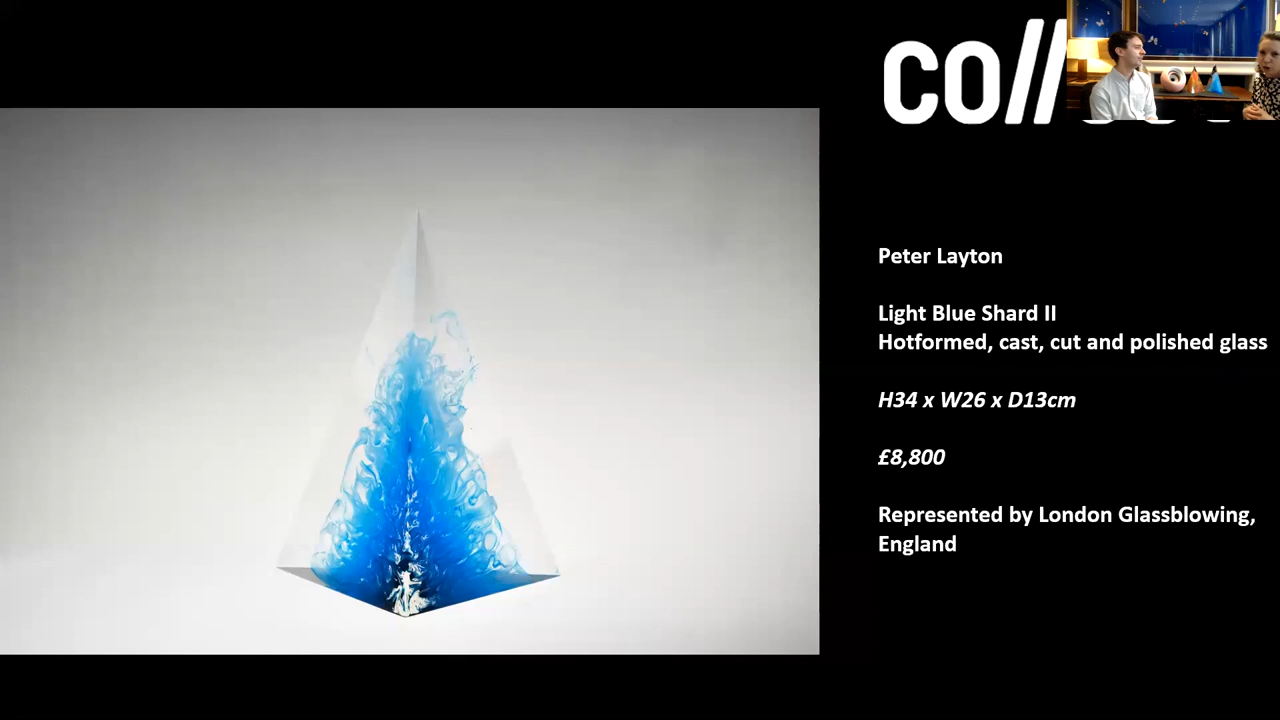 co//
Peter Layton
Light Blue Shard II
Hotformed, cast, cut and polished glass
H34 x W26 x D13cm
£8,800
Represented by London Glassblowing,
England